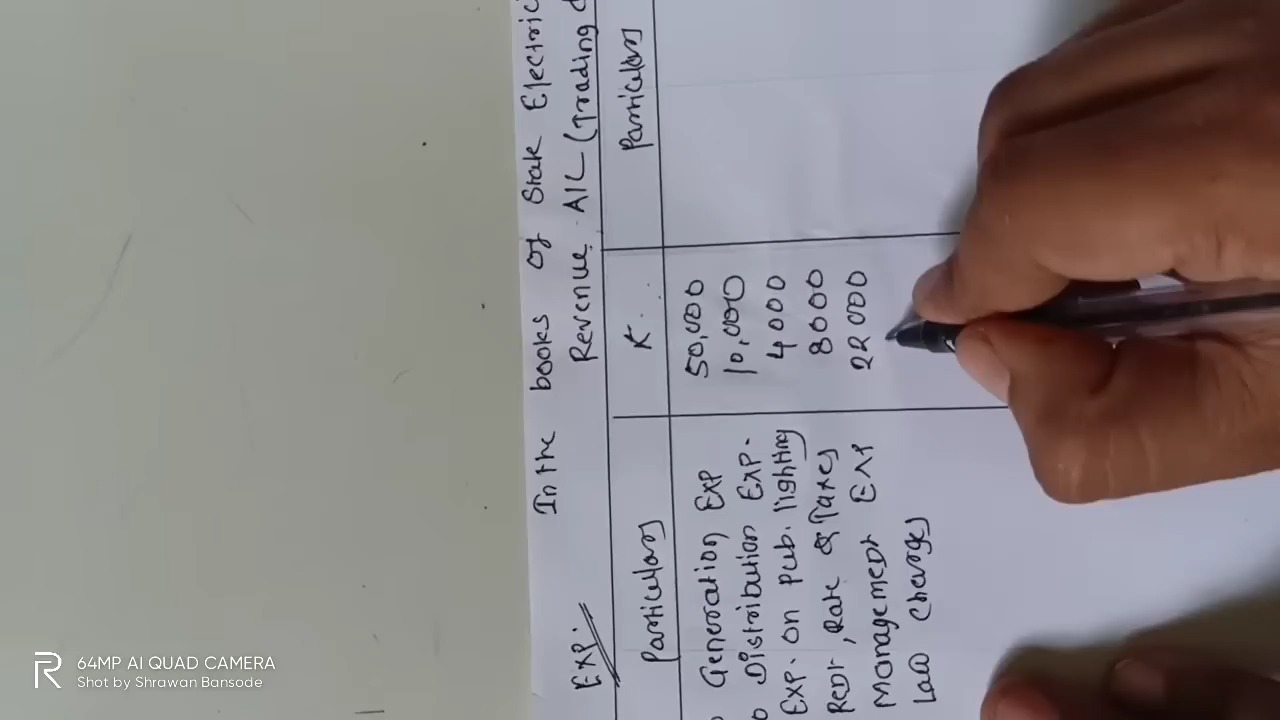 In the books of Stak Electric
Revenue A/C (Trading
EXP.
Particulars K. Particulars
Generation EXP 50,000
Distribution EXP. 10,000
EXP. on Pub. lighting 4000
Rent, Rate & Taxes 8000
Management EXP 22000
Law charges
64MP AI QUAD CAMERA
Shot by Shrawan Bansode